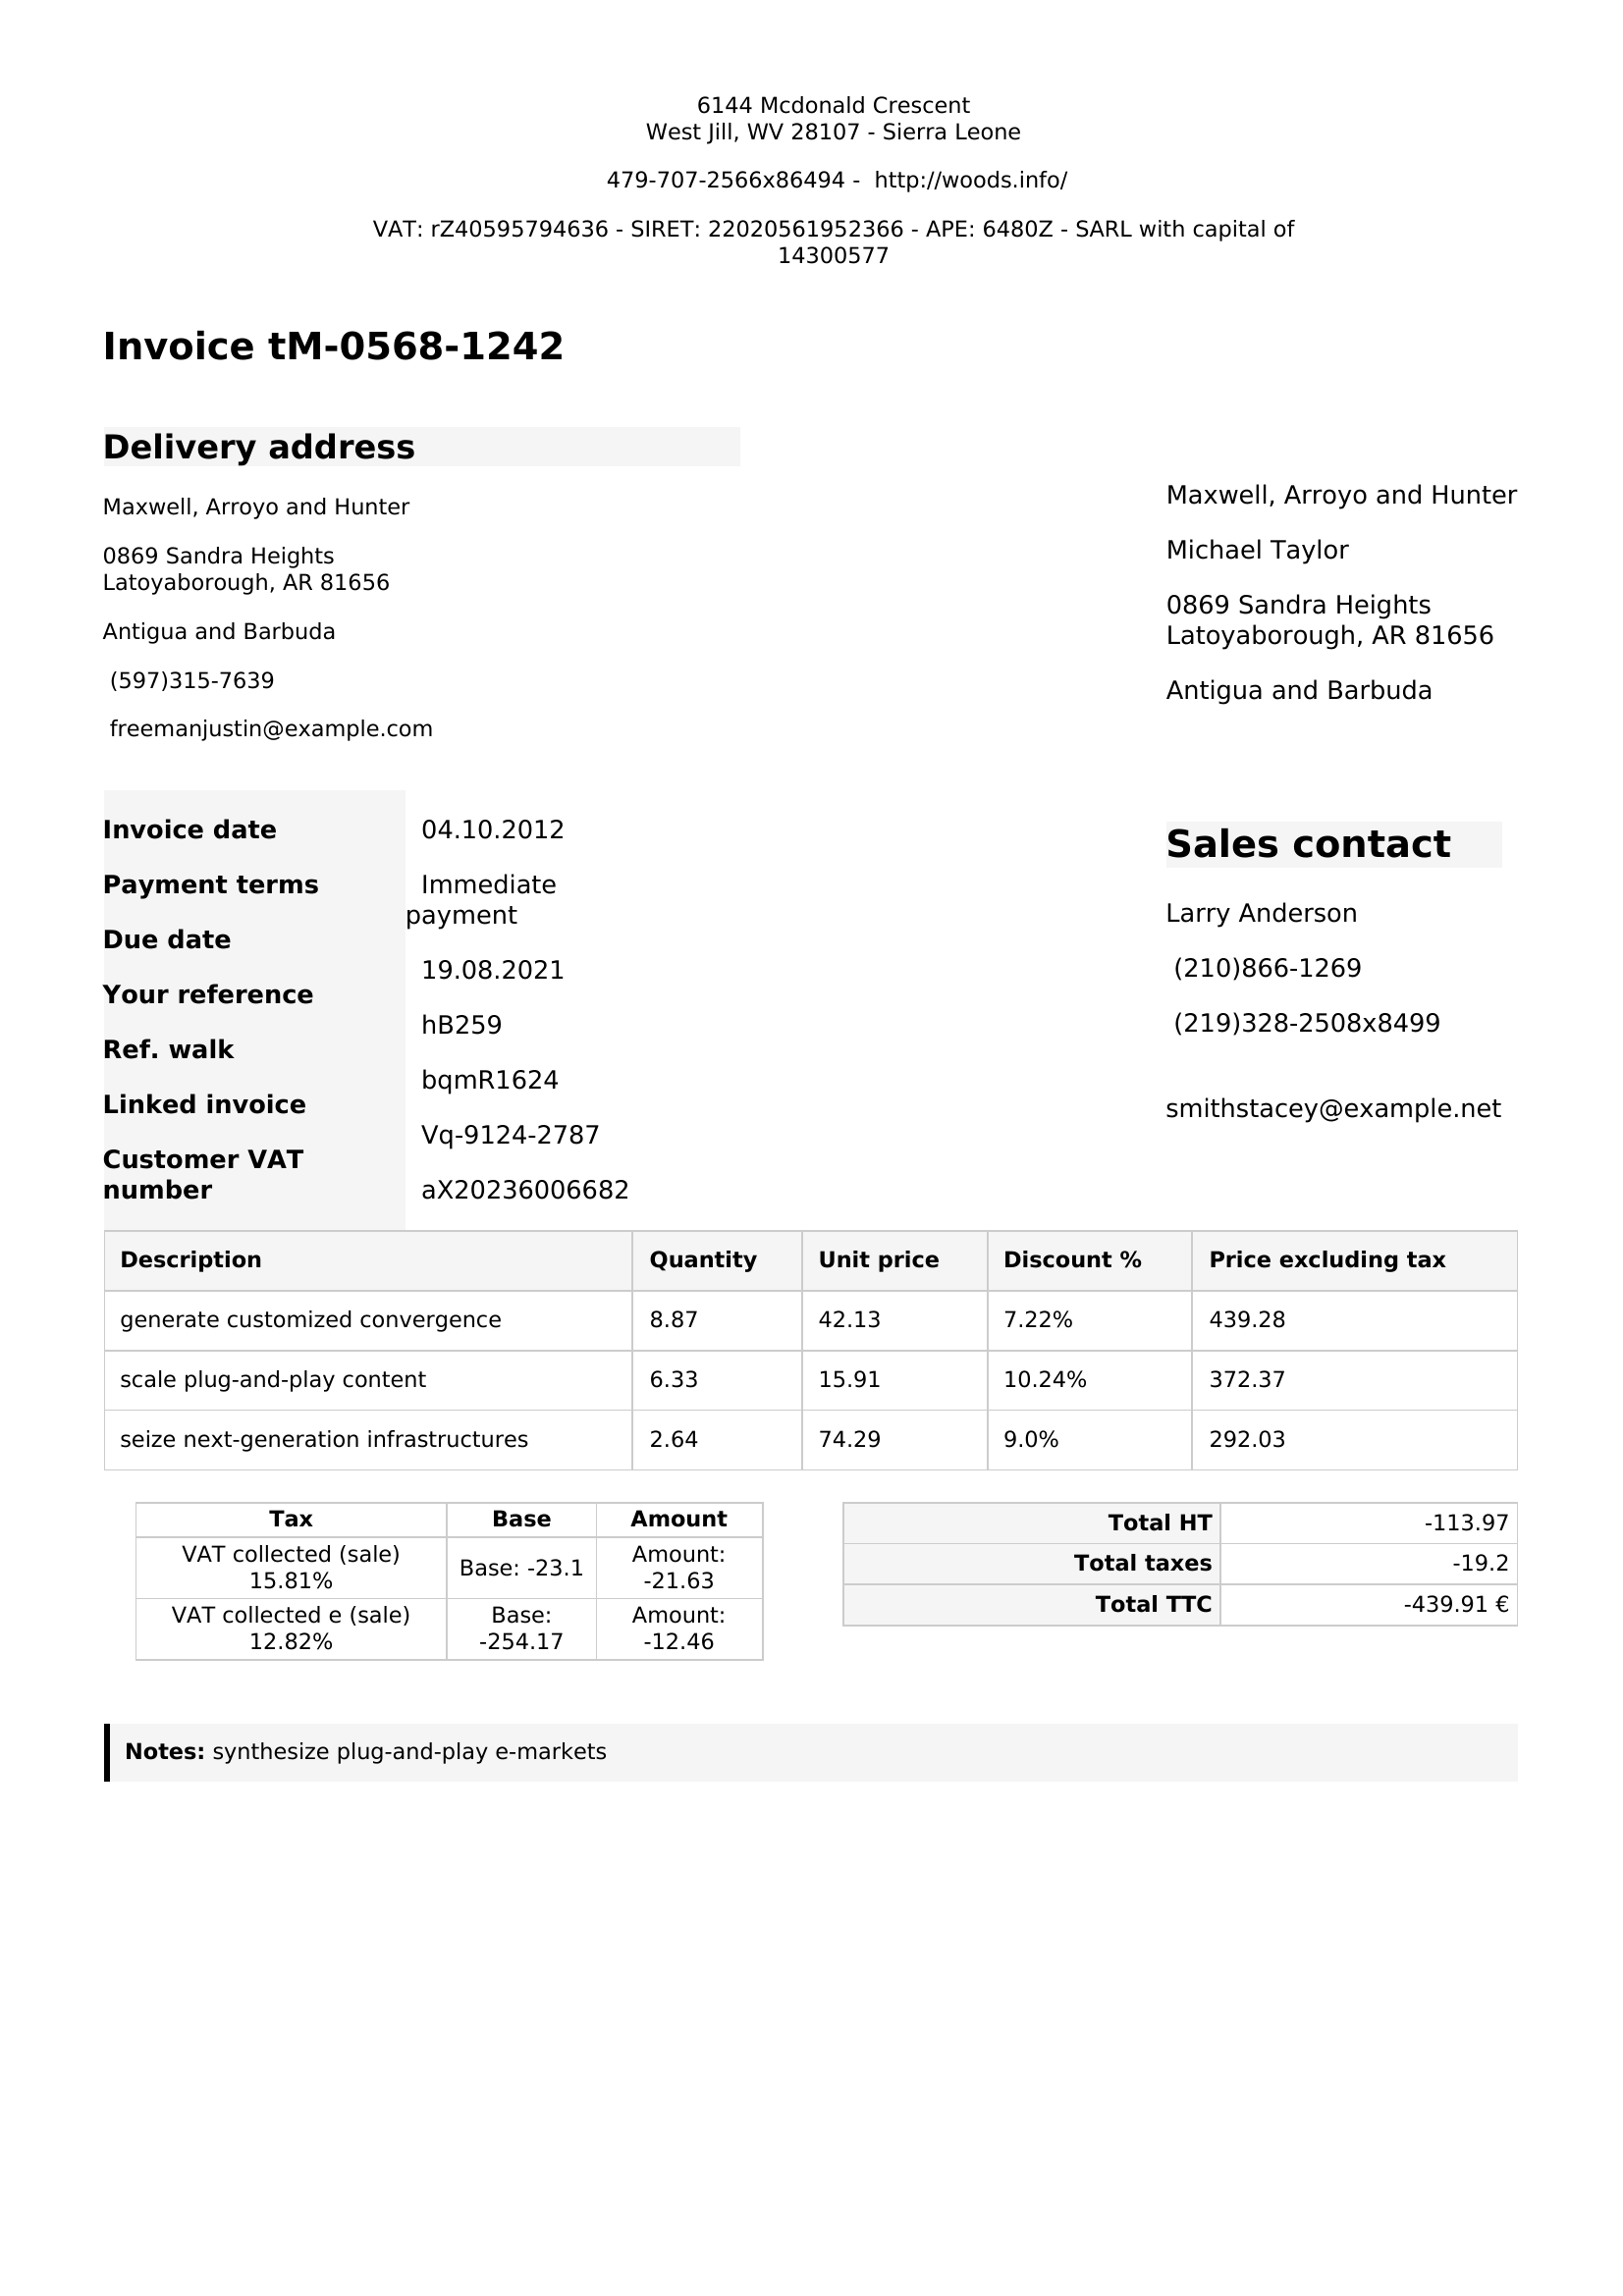 6144 Mcdonald Crescent
West Jill, WV 28107 - Sierra Leone
479-707-2566x86494 - http://woods.info/
VAT: rZ40595794636 - SIRET: 22020561952366 - APE: 6480Z - SARL with capital of
14300577
Invoice tM-0568-1242
Delivery address
Maxwell, Arroyo and Hunter
0869 Sandra Heights
Latoyaborough, AR 81656
Antigua and Barbuda
(597)315-7639
freemanjustin@example.com
Maxwell, Arroyo and Hunter
Michael Taylor
0869 Sandra Heights
Latoyaborough, AR 81656
Antigua and Barbuda
Invoice date
Payment terms
Due date
Your reference
Ref. walk
Linked invoice
Customer VAT
number
04.10.2012
Immediate
payment
19.08.2021
hB259
bqmR1624
Vq-9124-2787
aX20236006682
Sales contact
Larry Anderson
(210)866-1269
(219)328-2508x8499
smithstacey@example.net
Description Quantity Unit price Discount % Price excluding tax
generate customized convergence 8.87 42.13 7.22% 439.28
scale plug-and-play content 6.33 15.91 10.24% 372.37
seize next-generation infrastructures 2.64 74.29 9.0% 292.03
Tax Base Amount
VAT collected (sale)
15.81%
Base: -23.1
Amount:
-21.63
VAT collected e (sale)
12.82%
Base:
-254.17
Amount:
-12.46
Total HT -113.97
Total taxes -19.2
Total TTC -439.91 €
Notes: synthesize plug-and-play e-markets